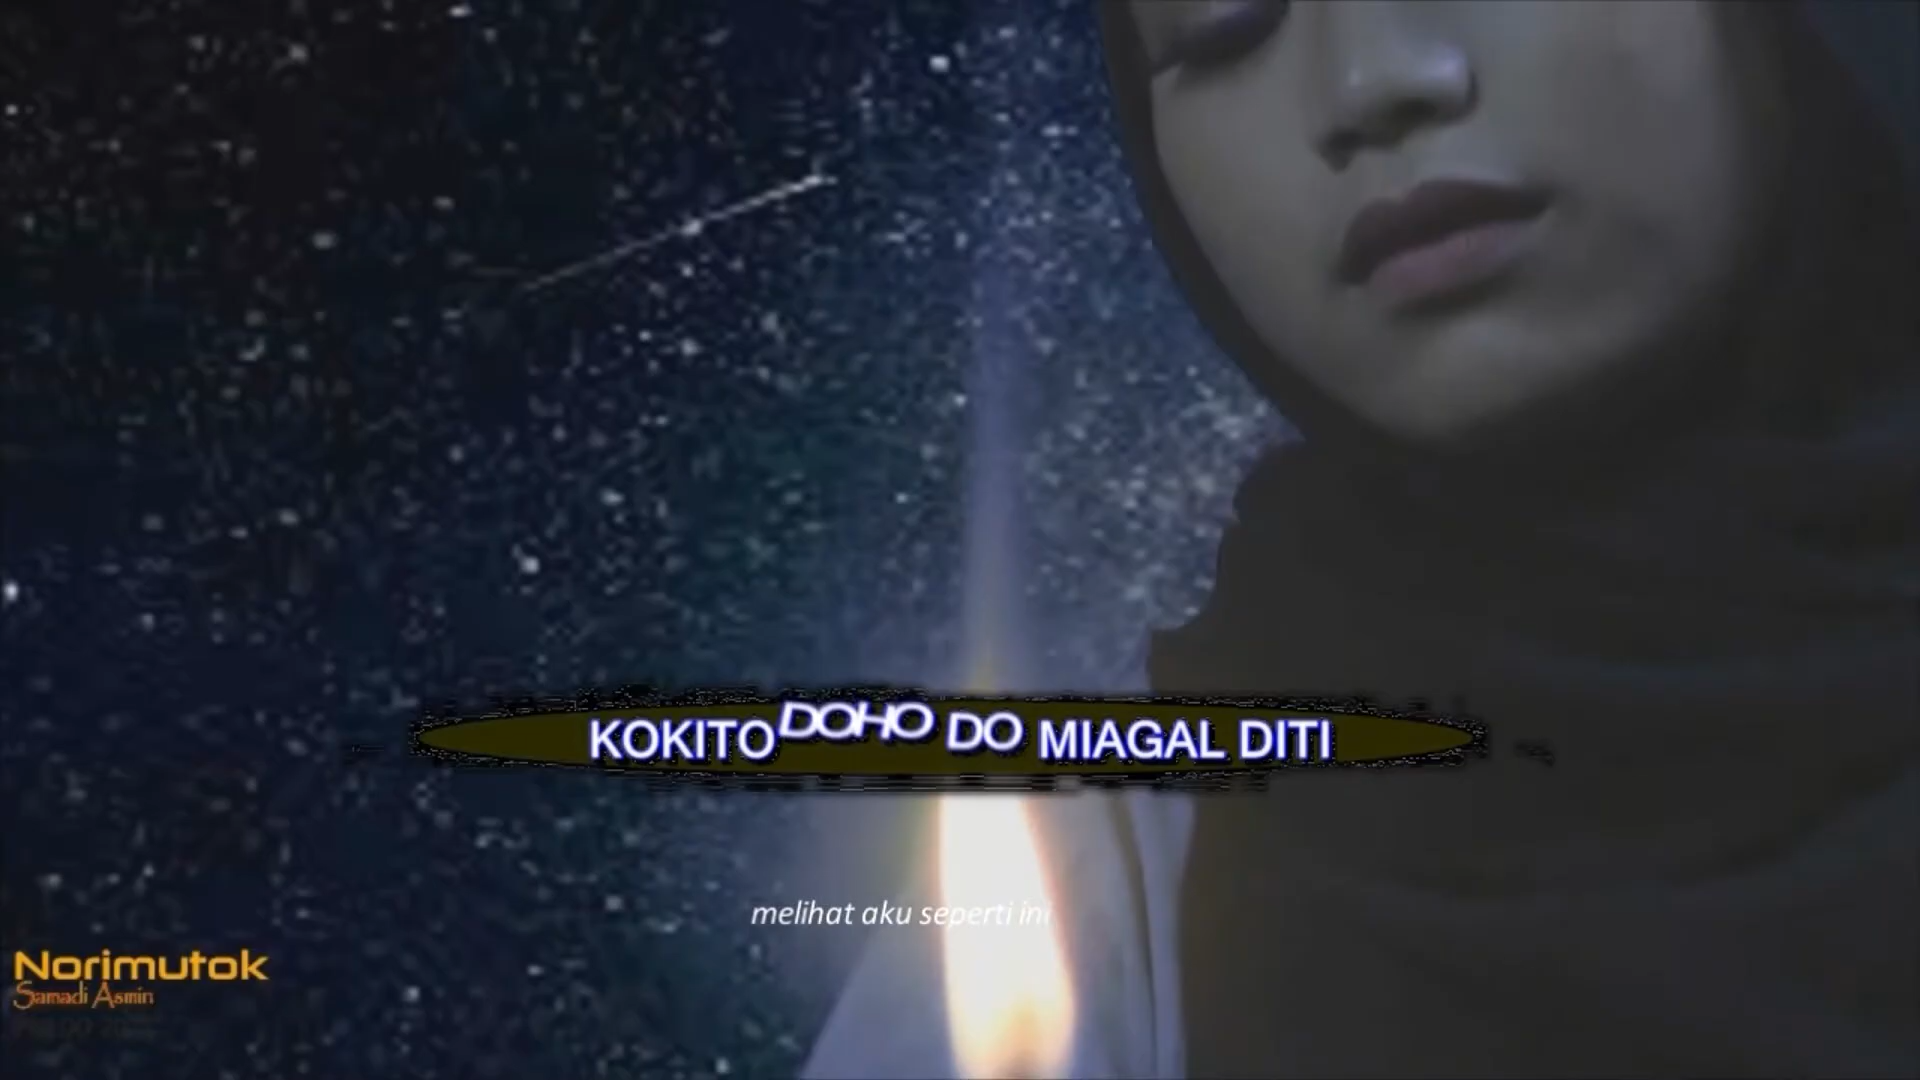 KOKITO DOHO DO MIAGAL DITI
melihat aku seperti ini
Norimutok
Samadi Asmin